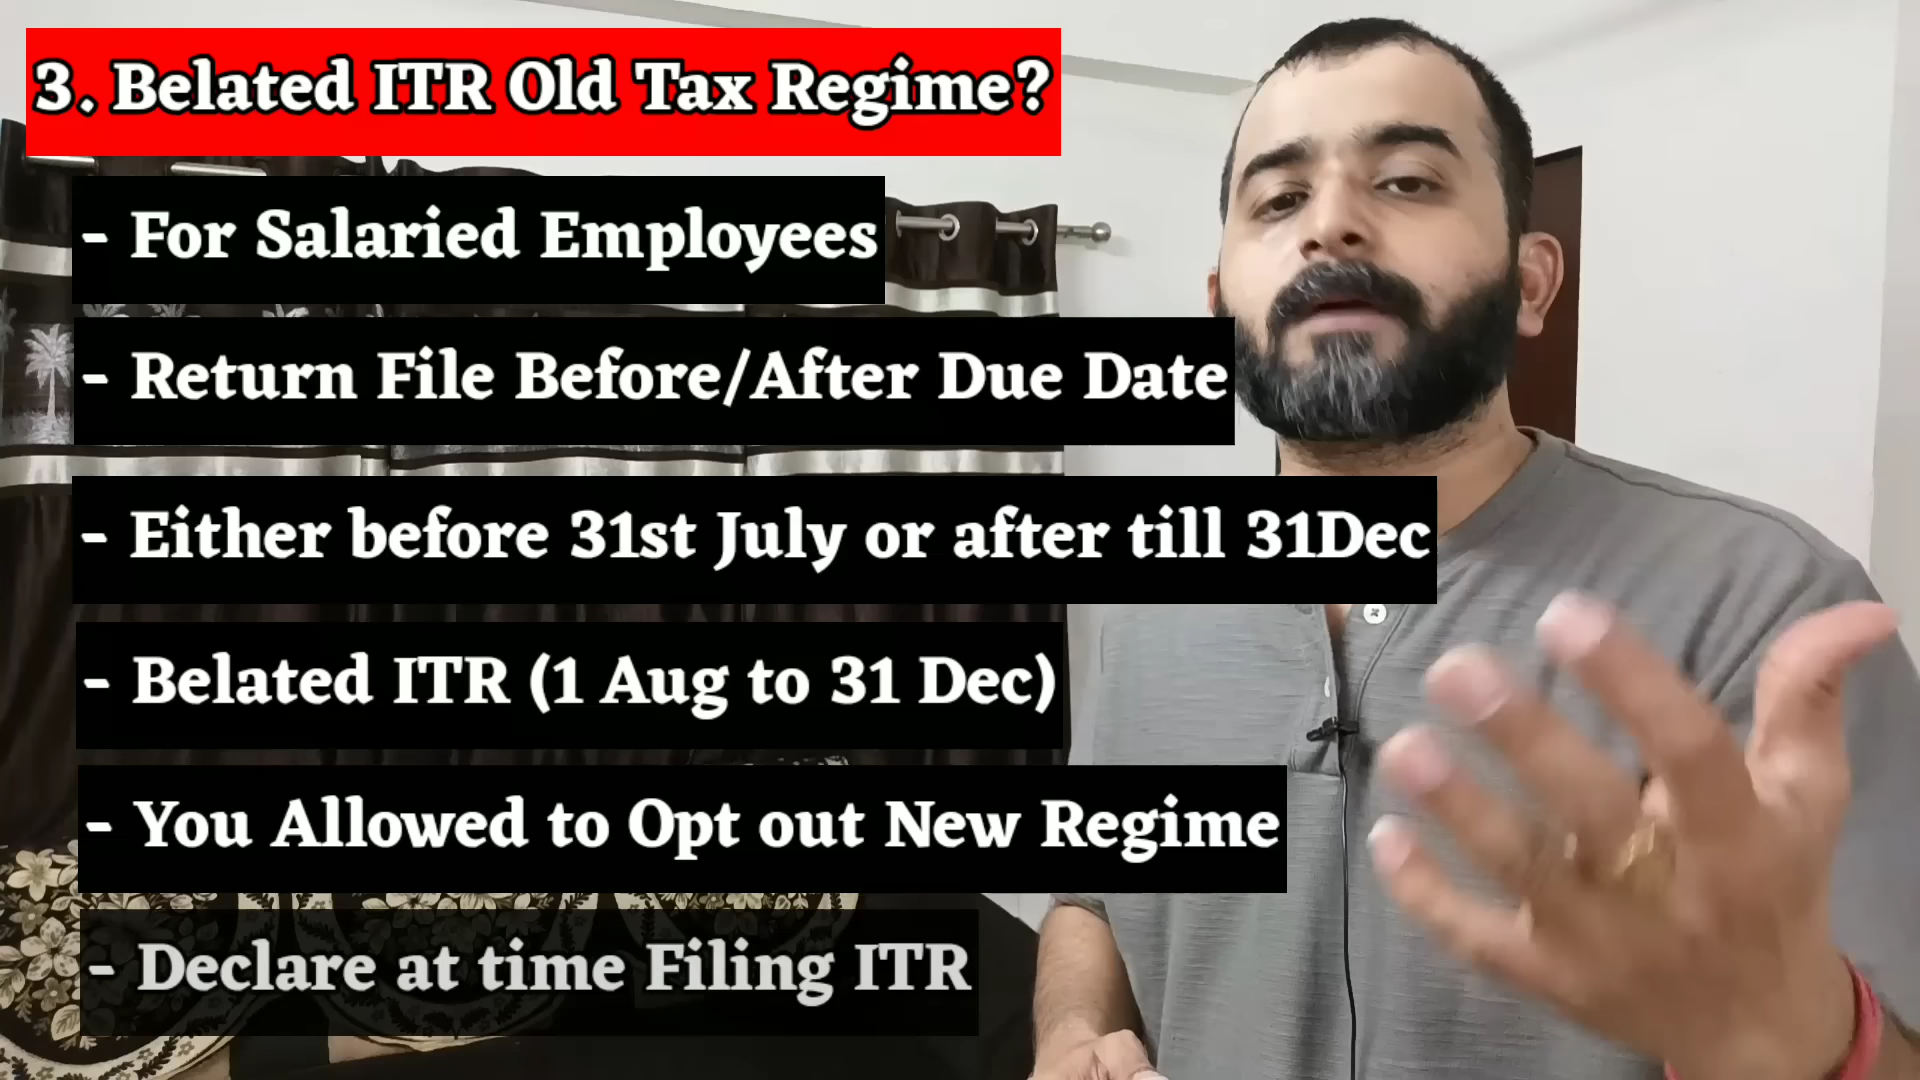 3. Belated ITR Old Tax Regime?
- For Salaried Employees
- Return File Before/After Due Date
- Either before 31st July or after till 31Dec
- Belated ITR (1 Aug to 31 Dec)
- You Allowed to Opt out New Regime
- Declare at time Filing ITR